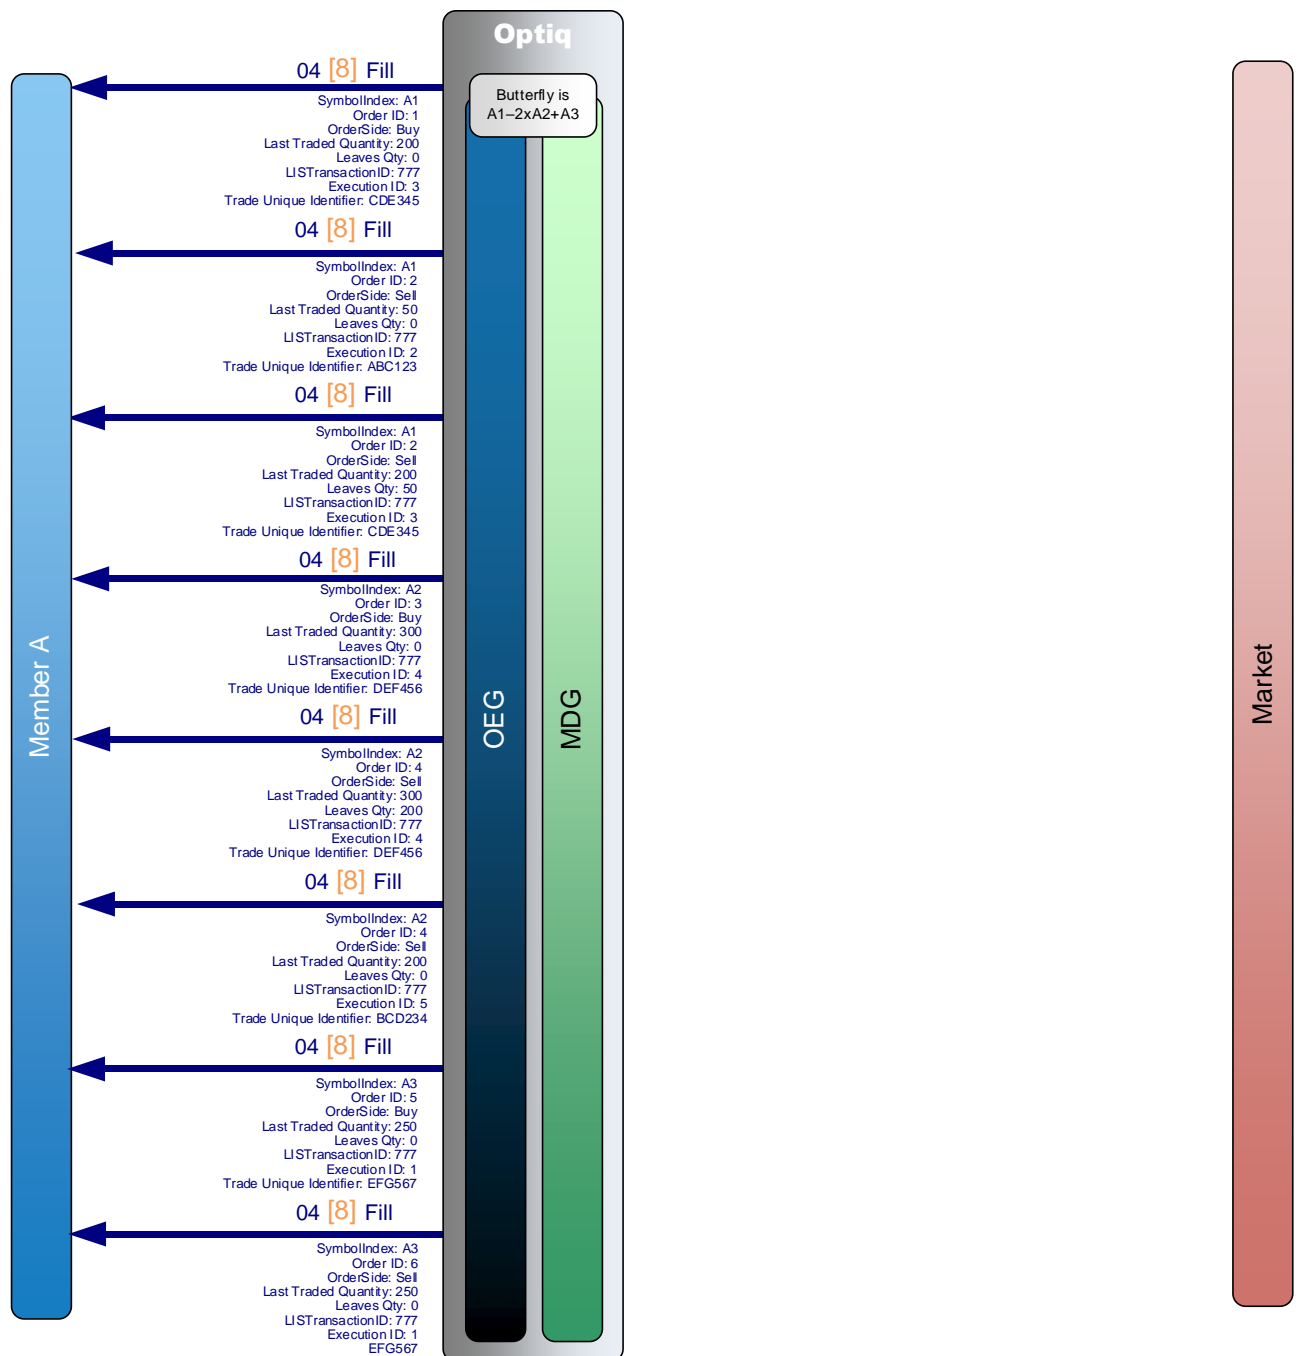 Optiq
Butterfly is
A1–2xA2+A3
04 [8] Fill
SymbolIndex: A1
Order ID: 1
OrderSide: Buy
Last Traded Quantity: 200
Leaves Qty: 0
LISTransactionID: 777
Execution ID: 3
Trade Unique Identifier: CDE345
04 [8] Fill
SymbolIndex: A1
Order ID: 2
OrderSide: Sell
Last Traded Quantity: 50
Leaves Qty: 0
LISTransactionID: 777
Execution ID: 2
Trade Unique Identifier: ABC123
04 [8] Fill
SymbolIndex: A1
Order ID: 2
OrderSide: Sell
Last Traded Quantity: 200
Leaves Qty: 50
LISTransactionID: 777
Execution ID: 3
Trade Unique Identifier: CDE345
04 [8] Fill
SymbolIndex: A2
Order ID: 3
OrderSide: Buy
Last Traded Quantity: 300
Leaves Qty: 0
LISTransactionID: 777
Execution ID: 4
Trade Unique Identifier: DEF456
04 [8] Fill
SymbolIndex: A2
Order ID: 4
OrderSide: Sell
Last Traded Quantity: 300
Leaves Qty: 200
LISTransactionID: 777
Execution ID: 4
Trade Unique Identifier: DEF456
04 [8] Fill
SymbolIndex: A2
Order ID: 4
OrderSide: Sell
Last Traded Quantity: 200
Leaves Qty: 0
LISTransactionID: 777
Execution ID: 5
Trade Unique Identifier: BCD234
04 [8] Fill
SymbolIndex: A3
Order ID: 5
OrderSide: Buy
Last Traded Quantity: 250
Leaves Qty: 0
LISTransactionID: 777
Execution ID: 1
Trade Unique Identifier: EFG567
04 [8] Fill
SymbolIndex: A3
Order ID: 6
OrderSide: Sell
Last Traded Quantity: 250
Leaves Qty: 0
LISTransactionID: 777
Execution ID: 1
EFG567
Member A
OEG
MDG
Market